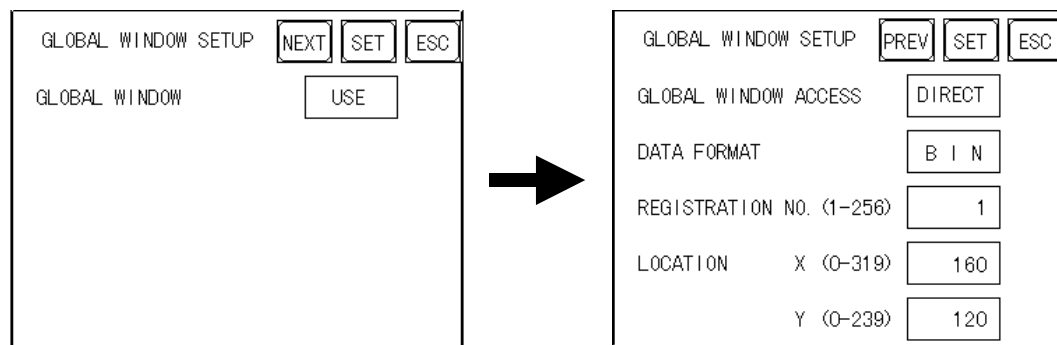 GLOBAL WINDOW SETUP NEXT SET ESC
GLOBAL WINDOW USE
GLOBAL WINDOW SETUP PREV SET ESC
GLOBAL WINDOW ACCESS DIRECT
DATA FORMAT BIN
REGISTRATION NO. (1-256) 1
LOCATION X (0-319) 160
Y (0-239) 120